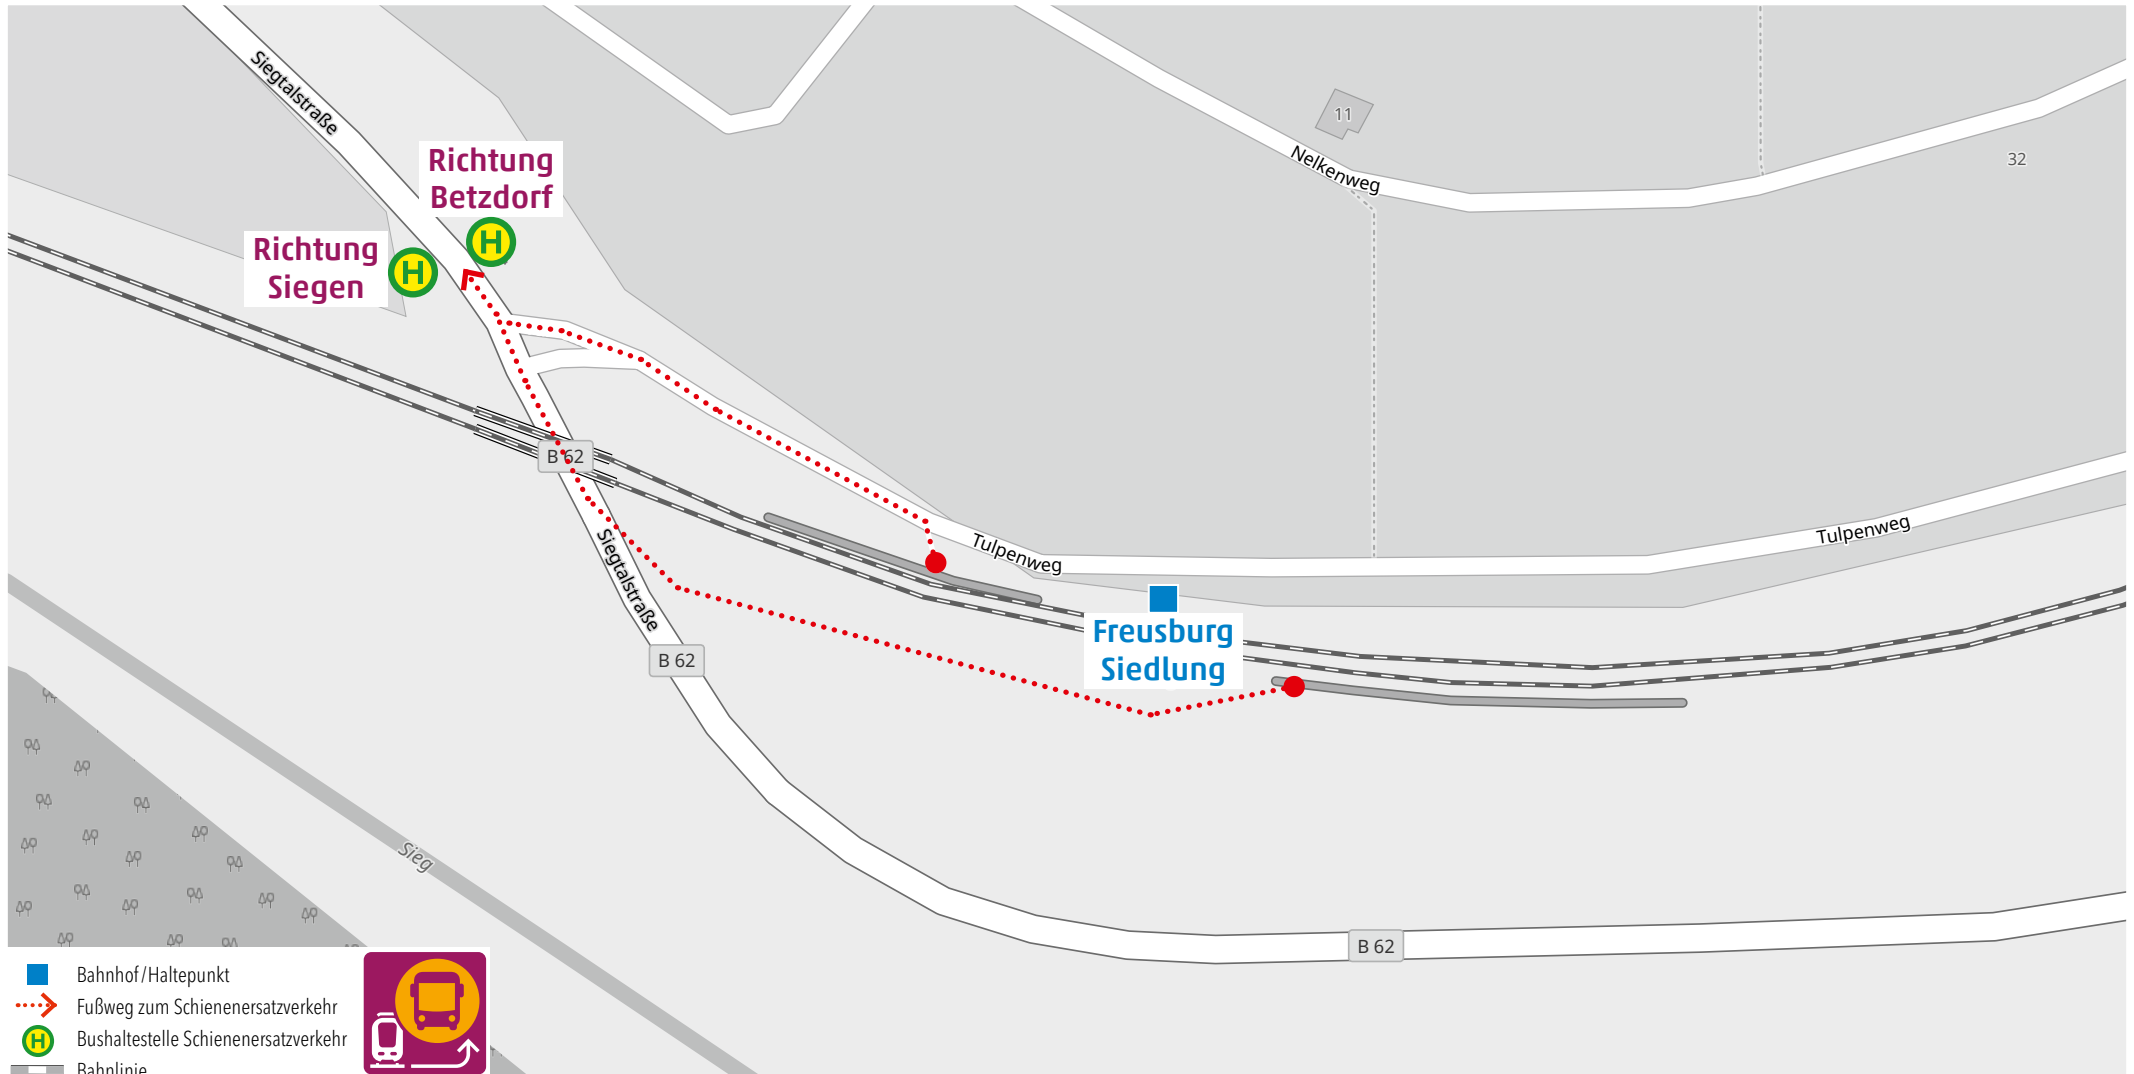 Siegtalstraße
Richtung
Betzdorf
Richtung
Siegen
H
H
11
Nelkenweg
32
B 62
Siegtalstraße
Tulpenweg
Tulpenweg
Freusburg
Siedlung
B 62
Sieg
B 62
Bahnhof/Haltepunkt
Fußweg zum Schienenersatzverkehr
H Bushaltestelle Schienenersatzverkehr
Bahnlinie